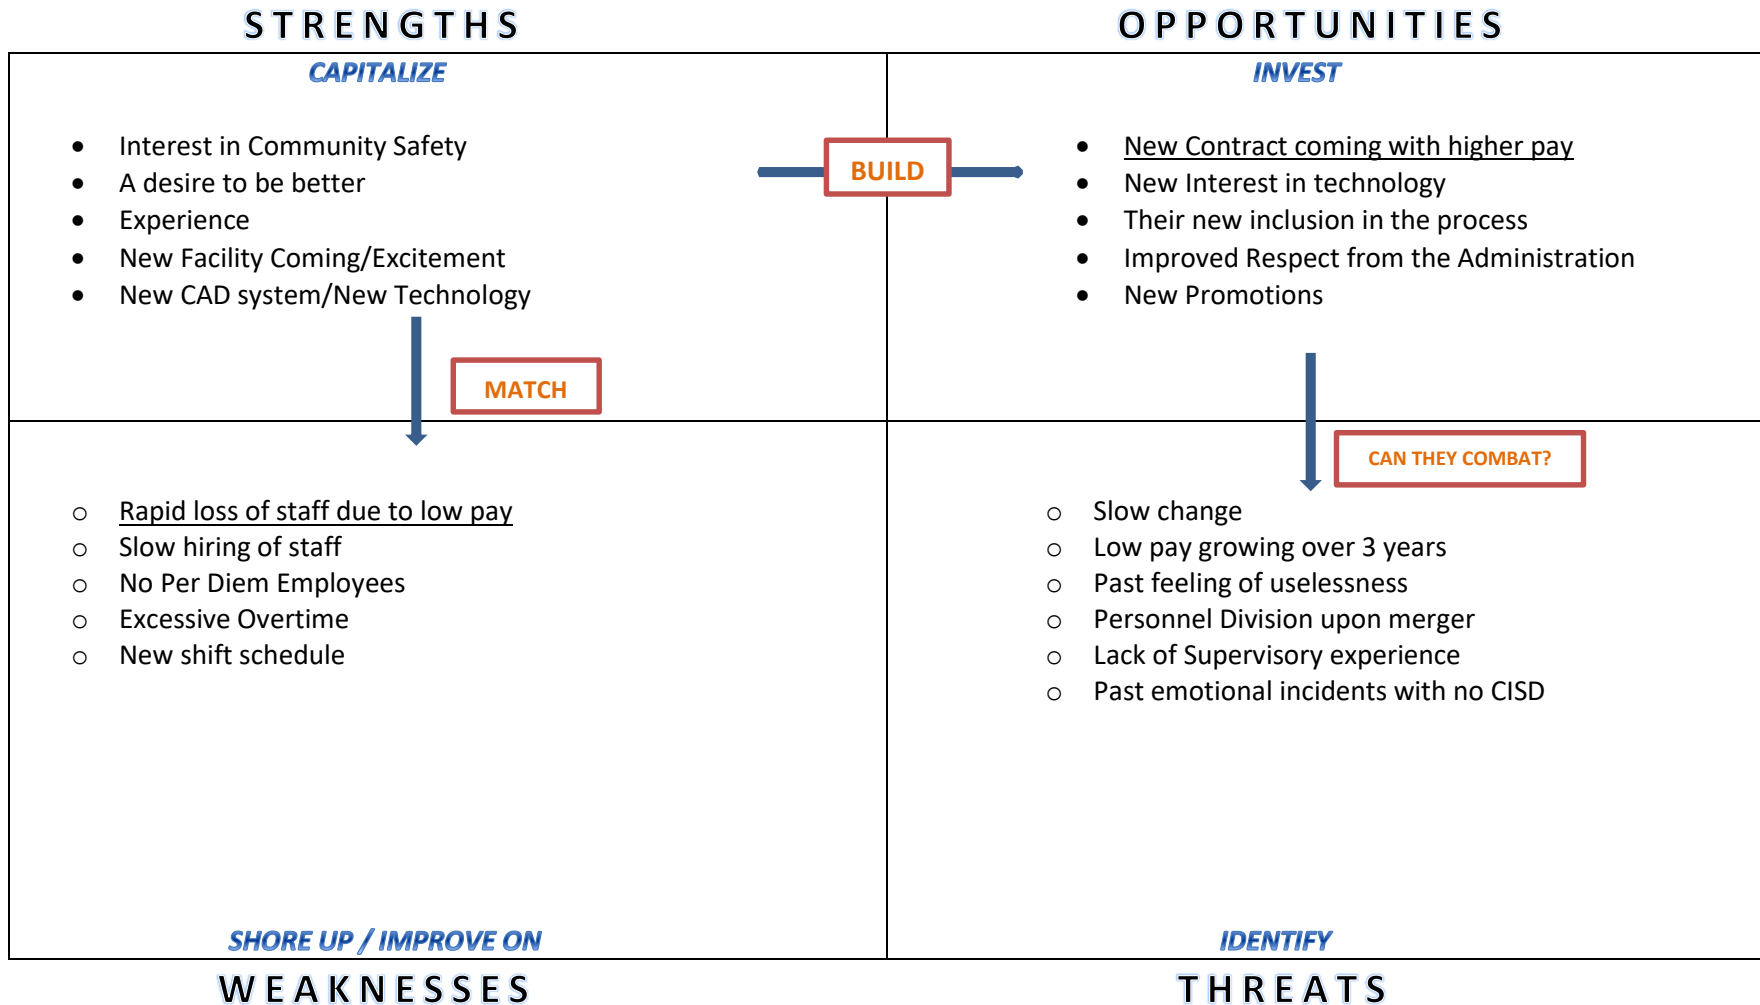 STRENGTHS
CAPITALIZE
• Interest in Community Safety
• A desire to be better
• Experience
• New Facility Coming/Excitement
• New CAD system/New Technology
BUILD
MATCH
OPPORTUNITIES
INVEST
• New Contract coming with higher pay
• New Interest in technology
• Their new inclusion in the process
• Improved Respect from the Administration
• New Promotions
CAN THEY COMBAT?
o Rapid loss of staff due to low pay
o Slow hiring of staff
o No Per Diem Employees
o Excessive Overtime
o New shift schedule
SHORE UP / IMPROVE ON
WEAKNESSES
o Slow change
o Low pay growing over 3 years
o Past feeling of uselessness
o Personnel Division upon merger
o Lack of Supervisory experience
o Past emotional incidents with no CISD
IDENTIFY
THREATS